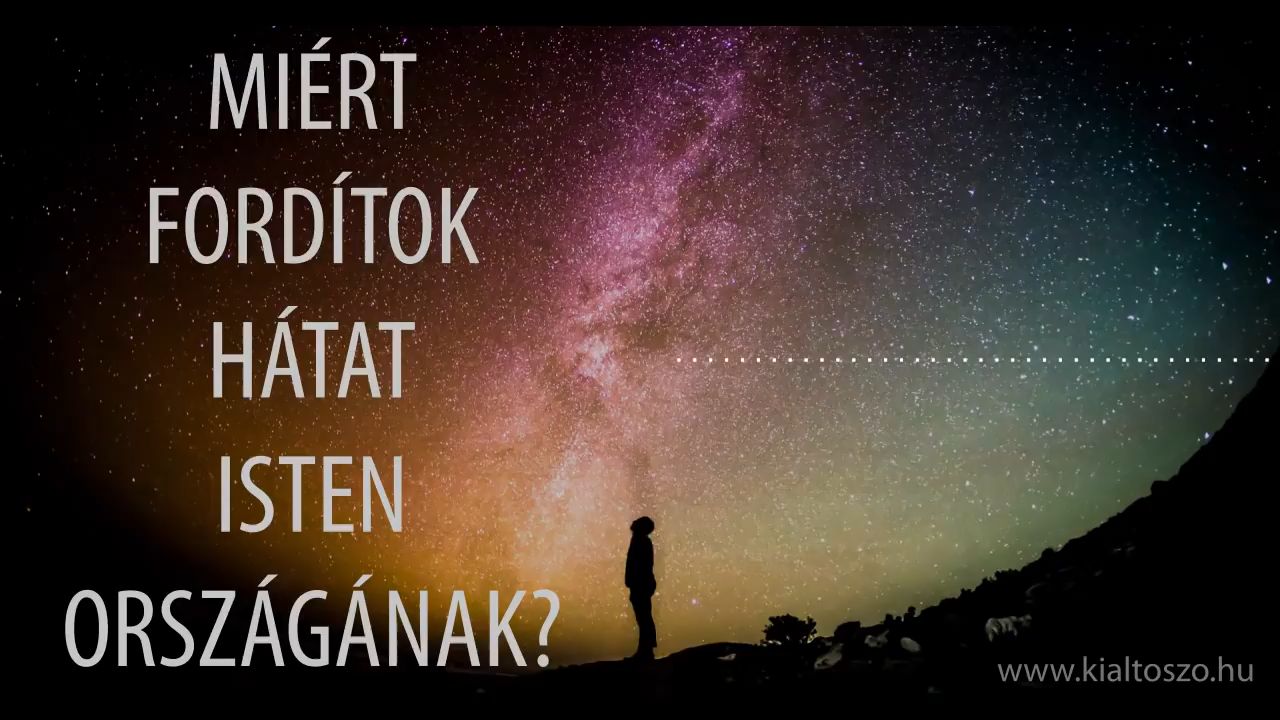 MIÉRT
FORDÍTOK
HÁTAT
ISTEN
ORSZÁGÁNAK?
www.kialtoszo.hu